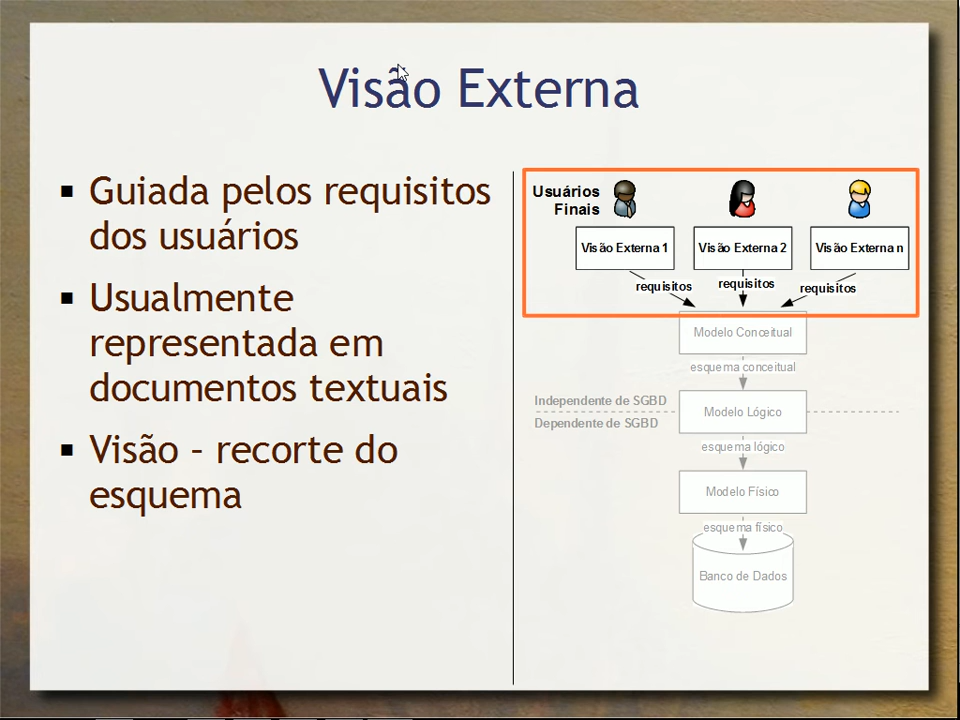 Visão Externa
Guiada pelos requisitos
dos usuários
Usualmente
representada em
documentos textuais
Visão – recorte do
esquema
Usuários
Finais
Visão Externa 1
Visão Externa 2
Visão Externa n
requisitos
requisitos
requisitos
Modelo Conceitual
esquema conceitual
Independente de SGBD
Dependente de SGBD
Modelo Lógico
esquema lógico
Modelo Físico
esquema físico
Banco de Dados